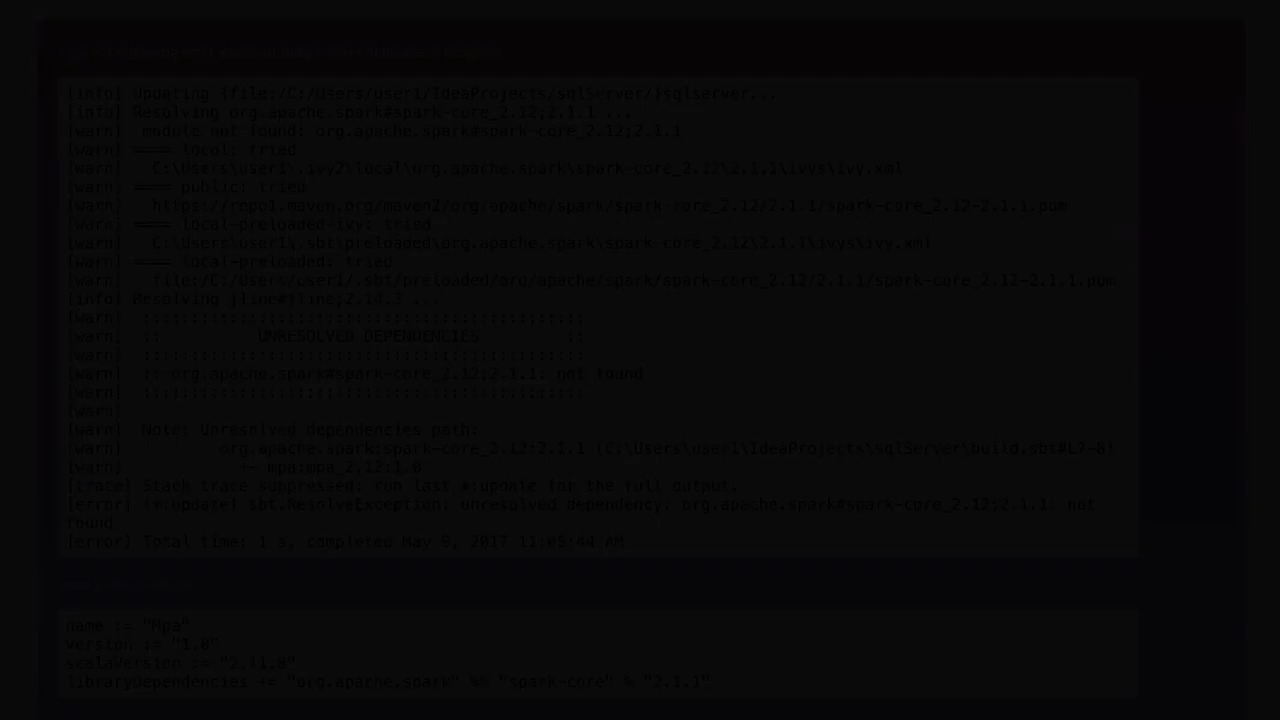 [info] Updating {file:/C:/Users/user1/IdeaProjects/sqlServer/}sqlserver...
[info] Resolving org.apache.spark#spark-core_2.12;2.1.1 ...
[warn]  module not found: org.apache.spark#spark-core_2.12;2.1.1
[warn] ==== local: tried
[warn]   C:\Users\user1\.ivy2\local\org.apache.spark\spark-core_2.12\2.1.1\ivys\ivy.xml
[warn] ==== public: tried
[warn]   https://repo1.maven.org/maven2/org/apache/spark/spark-core_2.12/2.1.1/spark-core_2.12-2.1.1.pom
[warn] ==== local-preloaded-ivy: tried
[warn]   C:\Users\user1\.sbt\preloaded\org.apache.spark\spark-core_2.12\2.1.1\ivys\ivy.xml
[warn] ==== local-preloaded: tried
[warn]   file:/C:/Users/user1/.sbt/preloaded/org/apache/spark/spark-core_2.12/2.1.1/spark-core_2.12-2.1.1.pom
[info] Resolving jline#jline;2.14.3 ...
[warn]  ::::::::::::::::::::::::::::::::::::::::::::::
[warn]  ::          UNRESOLVED DEPENDENCIES         ::
[warn]  ::::::::::::::::::::::::::::::::::::::::::::::
[warn]  :: org.apache.spark#spark-core_2.12;2.1.1: not found
[warn]  ::::::::::::::::::::::::::::::::::::::::::::::
[warn]
[warn]  Note: Unresolved dependencies path:
[warn]          org.apache.spark:spark-core_2.12:2.1.1 (C:\Users\user1\IdeaProjects\sqlServer\build.sbt#L7-8)
[warn]            +- mpa:mpa_2.12:1.0
[trace] Stack trace suppressed: run last *:update for the full output.
[error] (*:update) sbt.ResolveException: unresolved dependency: org.apache.spark#spark-core_2.12;2.1.1: not
found
[error] Total time: 1 s, completed May 9, 2017 11:05:44 AM
name := "Mpa"
version := "1.0"
scalaVersion := "2.11.8"
libraryDependencies += "org.apache.spark" %% "spark-core" % "2.1.1"